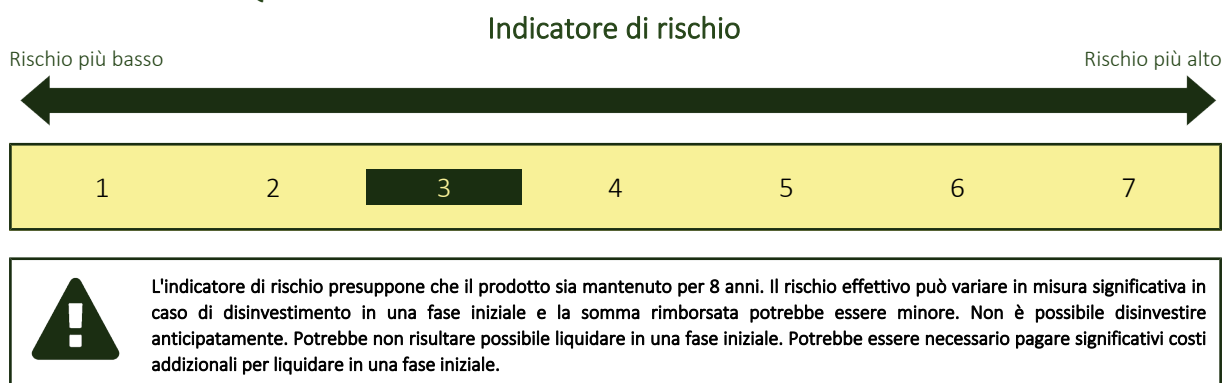 Indicatore di rischio
Rischio più basso
Rischio più alto
1 2 3 4 5 6 7
L'indicatore di rischio presuppone che il prodotto sia mantenuto per 8 anni. Il rischio effettivo può variare in misura significativa in
caso di disinvestimento in una fase iniziale e la somma rimborsata potrebbe essere minore. Non è possibile disinvestire
anticipatamente. Potrebbe non risultare possibile liquidare in una fase iniziale. Potrebbe essere necessario pagare significativi costi
addizionali per liquidare in una fase iniziale.